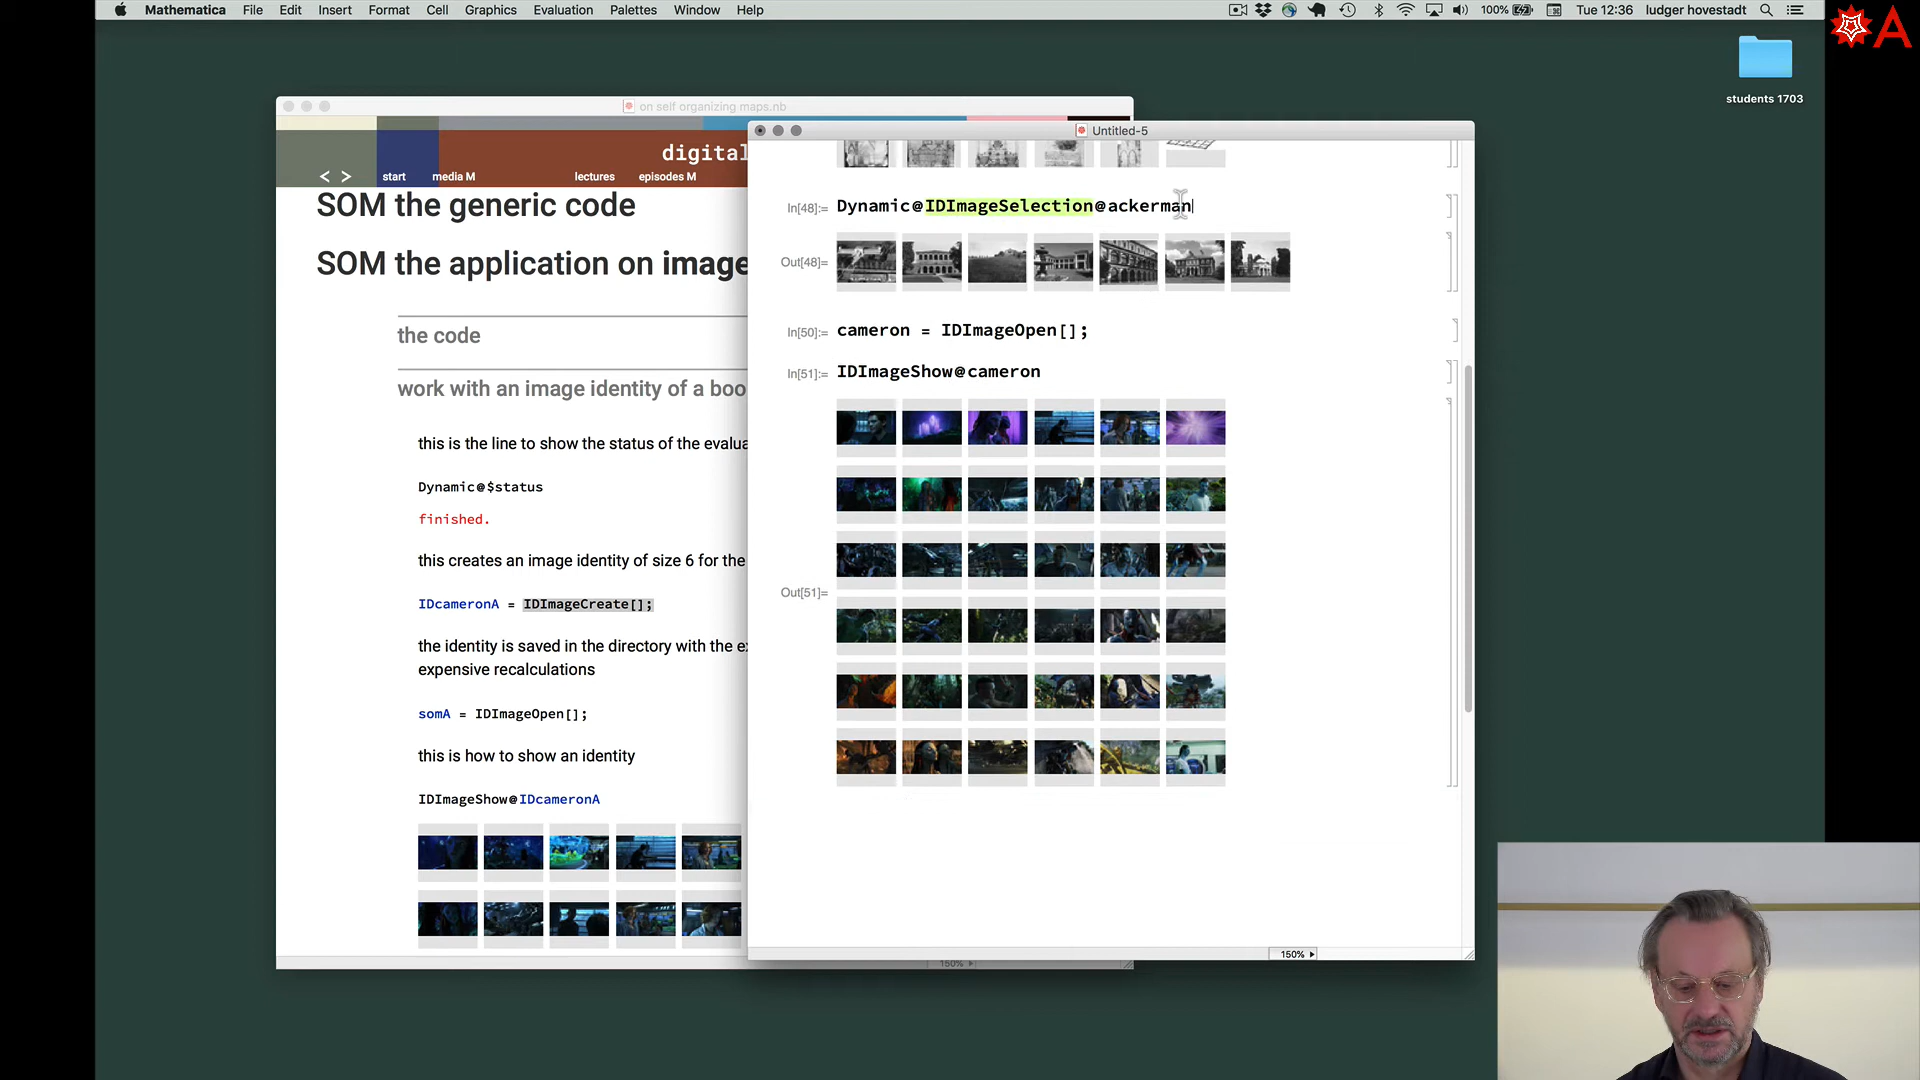 Mathematica File Edit Insert Format Cell Graphics Evaluation Palettes Window Help 100% Tue 12:36 ludger hovestadt
students 1703
on self organizing maps.nb
digital
< > start media M lectures episodes M
SOM the generic code
SOM the application on image
the code
work with an image identity of a boo
this is the line to show the status of the evalua
Dynamic@$status
finished.
this creates an image identity of size 6 for the
IDcameronA = IDImageCreate[];
the identity is saved in the directory with the e
expensive recalculations
somA = IDImageOpen[];
this is how to show an identity
IDImageShow@IDcameronA
150%
Untitled-5
In[48]:= Dynamic@IDImageSelection@ackerman
Out[48]=
In[50]:= cameron = IDImageOpen[];
In[51]:= IDImageShow@cameron
Out[51]=
150%
A